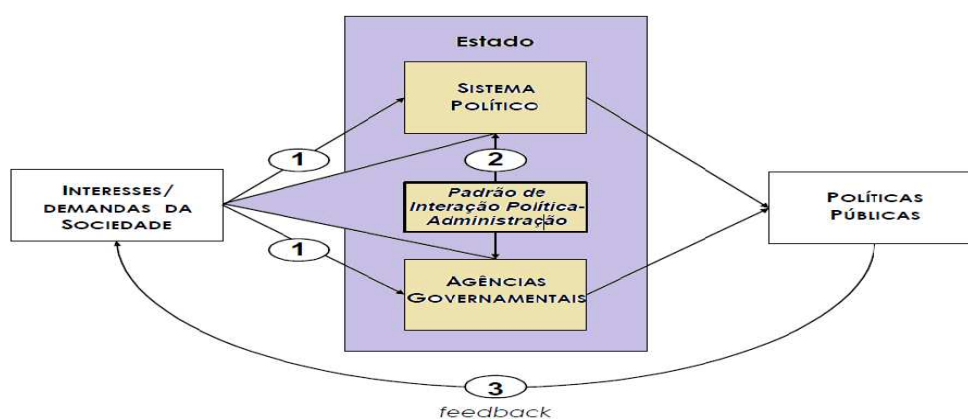 Estado
SISTEMA
POLÍTICO
1
2
INTERESSES/
DEMANDAS DA
SOCIEDADE
Padrão de
Interação Política-
Administração
POLÍTICAS
PÚBLICAS
1
AGÊNCIAS
GOVERNAMENTAIS
3
feedback